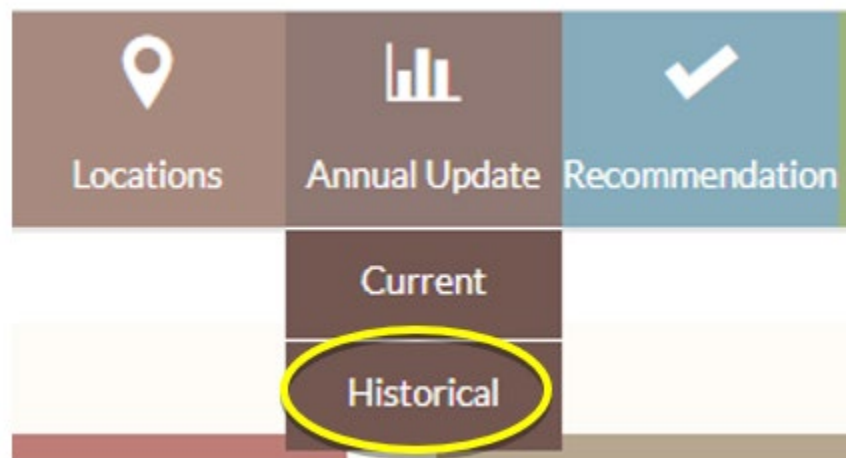 Locations
Annual Update
Recommendation
Current
Historical